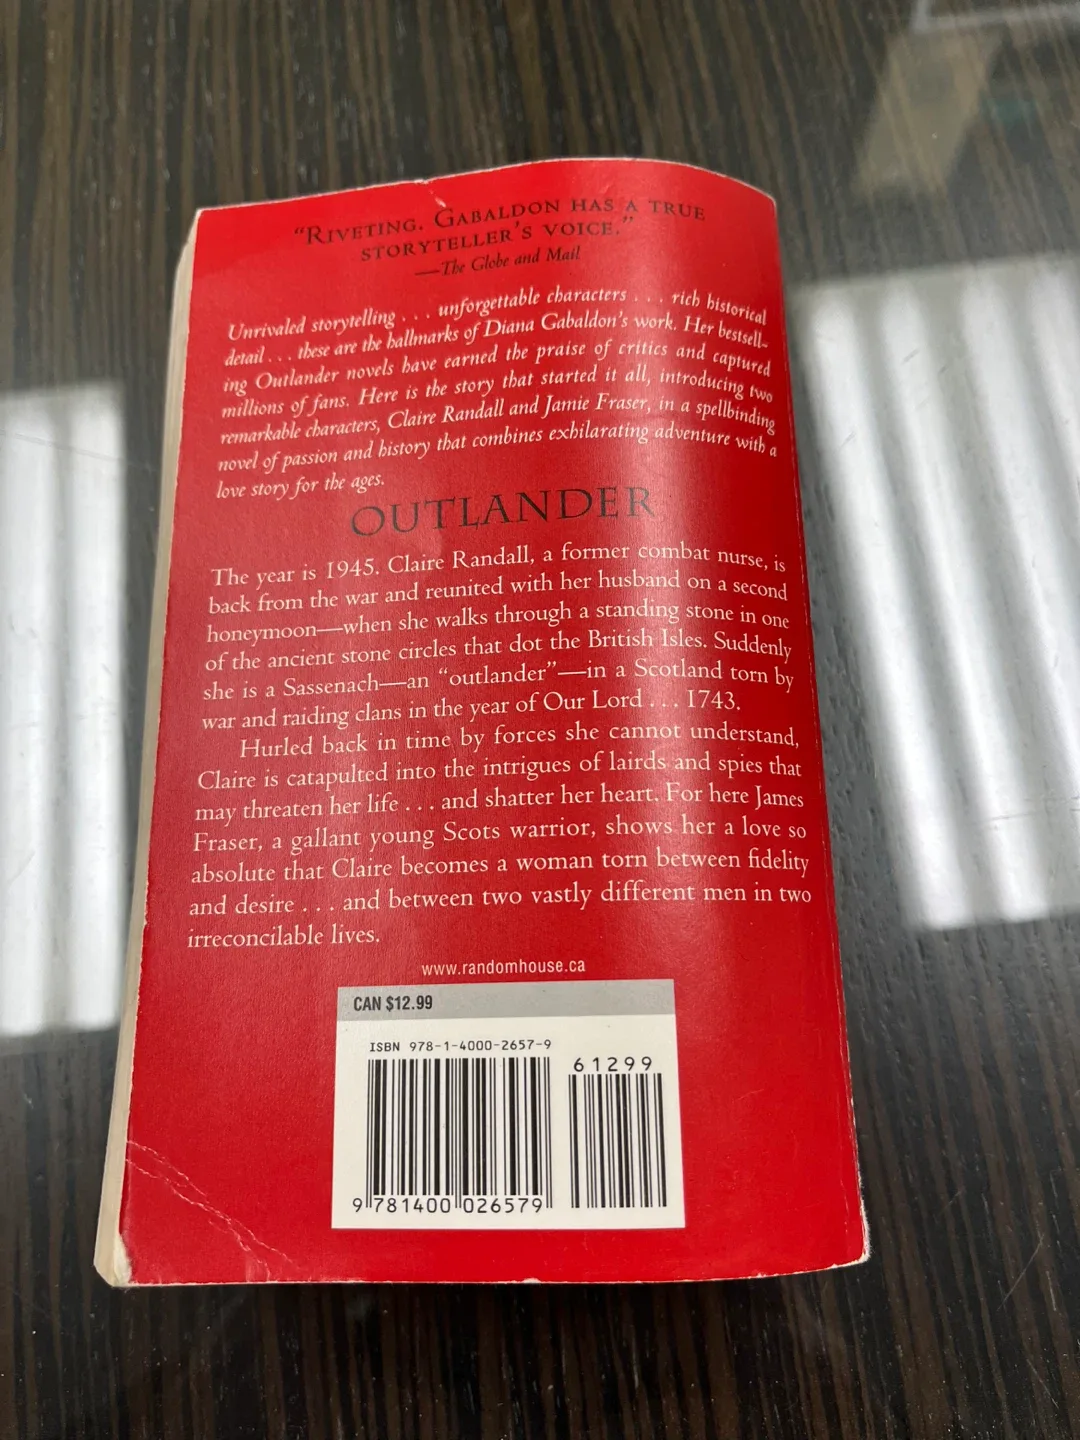 “RIVETING. GABALDON HAS A TRUE
STORYTELLER’S VOICE.”
—The Globe and Mail
Unrivaled storytelling . . . unforgettable characters . . . rich historical
detail . . . these are the hallmarks of Diana Gabaldon’s work. Her bestsell-
ing Outlander novels have earned the praise of critics and captured
millions of fans. Here is the story that started it all, introducing two
remarkable characters, Claire Randall and Jamie Fraser, in a spellbinding
novel of passion and history that combines exhilarating adventure with a
love story for the ages.
OUTLANDER
The year is 1945. Claire Randall, a former combat nurse, is
back from the war and reunited with her husband on a second
honeymoon—when she walks through a standing stone in one
of the ancient stone circles that dot the British Isles. Suddenly
she is a Sassenach—an “outlander”—in a Scotland torn by
war and raiding clans in the year of Our Lord . . . 1743.
Hurled back in time by forces she cannot understand,
Claire is catapulted into the intrigues of lairds and spies that
may threaten her life . . . and shatter her heart. For here James
Fraser, a gallant young Scots warrior, shows her a love so
absolute that Claire becomes a woman torn between fidelity
and desire . . . and between two vastly different men in two
irreconcilable lives.
www.randomhouse.ca
CAN $12.99
ISBN 978-1-4000-2657-9
61299
9 781400 026579